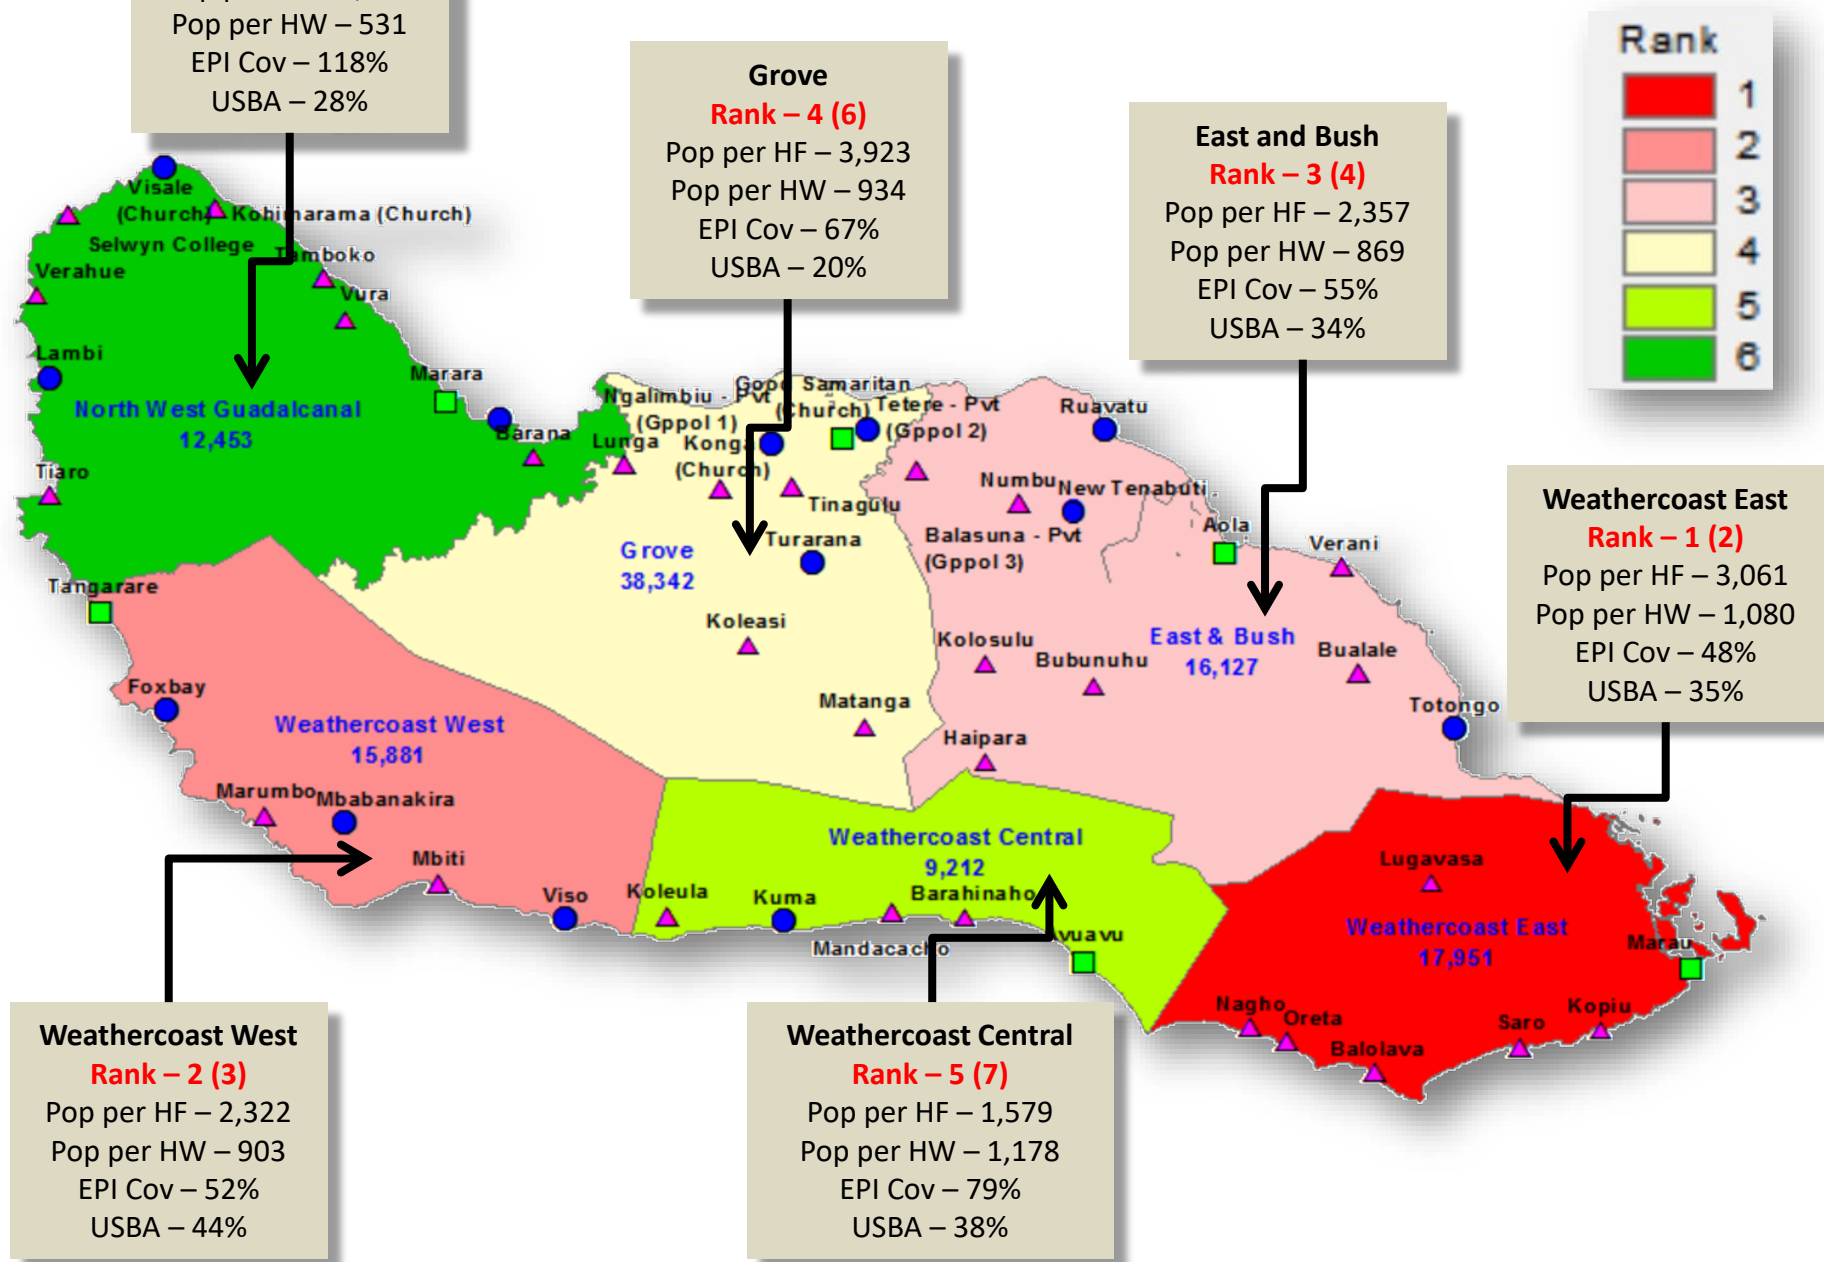 Pop per HW – 531
EPI Cov – 118%
USBA – 28%
Grove
Rank – 4 (6)
Pop per HF – 3,923
Pop per HW – 934
EPI Cov – 67%
USBA – 20%
East and Bush
Rank – 3 (4)
Pop per HF – 2,357
Pop per HW – 869
EPI Cov – 55%
USBA – 34%
Rank
1
2
3
4
5
6
Weathercoast East
Rank – 1 (2)
Pop per HF – 3,061
Pop per HW – 1,080
EPI Cov – 48%
USBA – 35%
Visale
(Church)
Kohimarama (Church)
Selwyn College
Tamboko
Verahue
Vura
Lambi
Marara
North West Guadalcanal
12,453
Barana
Tiaro
Tangarare
Ngalimbiu - Pvt
(Gppol 1)
Good Samaritan
(Church)
Tetere - Pvt
(Gppol 2)
Lunga
Konga
(Church)
Tinagulu
Grove
38,342
Turarana
Koleasi
Matanga
Ruavatu
Numbu
New Tenabuti
Balasuna - Pvt
(Gppol 3)
Aola
Verani
Kolosulu
Bubunuhu
East & Bush
16,127
Bualale
Totongo
Haipara
Foxbay
Weathercoast West
15,881
Marumbo
Mbabanakira
Mbiti
Viso
Weathercoast Central
9,212
Koleula
Kuma
Barahinaho
Mandacacho
Avuavu
Lugavasa
Weathercoast East
17,951
Marau
Nagho
Oreta
Balolava
Saro
Kopiu
Weathercoast West
Rank – 2 (3)
Pop per HF – 2,322
Pop per HW – 903
EPI Cov – 52%
USBA – 44%
Weathercoast Central
Rank – 5 (7)
Pop per HF – 1,579
Pop per HW – 1,178
EPI Cov – 79%
USBA – 38%